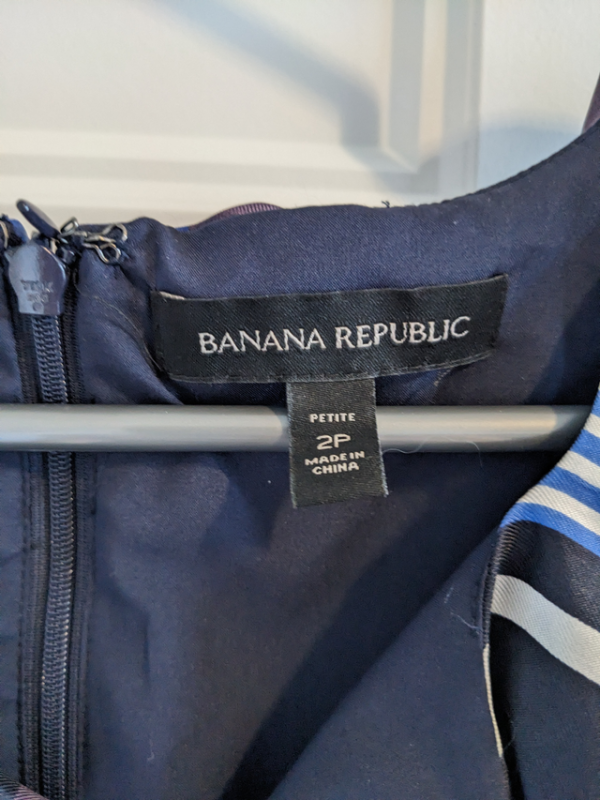 BANANA REPUBLIC
PETITE
2P
MADE IN
CHINA